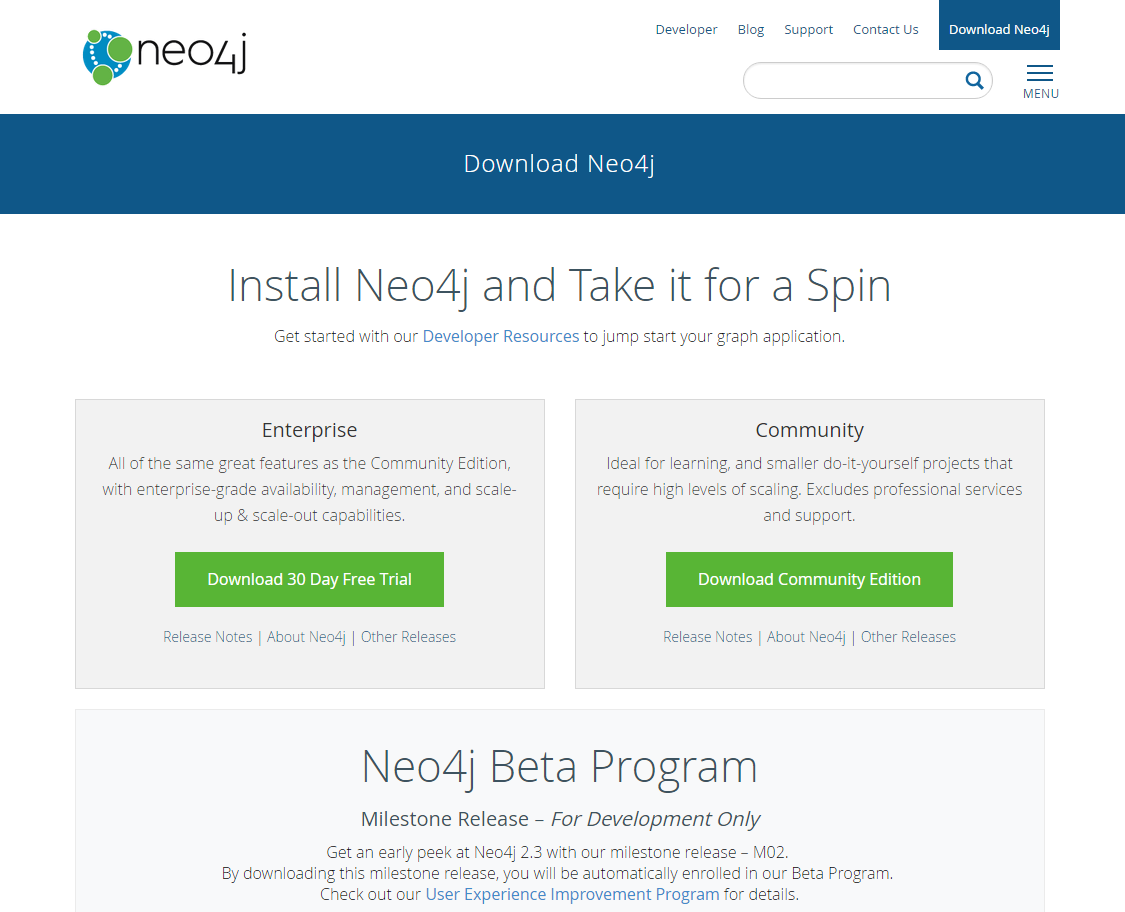 neo4j
Developer Blog Support Contact Us Download Neo4j
MENU
Download Neo4j
Install Neo4j and Take it for a Spin
Get started with our Developer Resources to jump start your graph application.
Enterprise
All of the same great features as the Community Edition,
with enterprise-grade availability, management, and scale-
up & scale-out capabilities.
Download 30 Day Free Trial
Release Notes | About Neo4j | Other Releases
Community
Ideal for learning, and smaller do-it-yourself projects that
require high levels of scaling. Excludes professional services
and support.
Download Community Edition
Release Notes | About Neo4j | Other Releases
Neo4j Beta Program
Milestone Release – For Development Only
Get an early peek at Neo4j 2.3 with our milestone release – M02.
By downloading this milestone release, you will be automatically enrolled in our Beta Program.
Check out our User Experience Improvement Program for details.